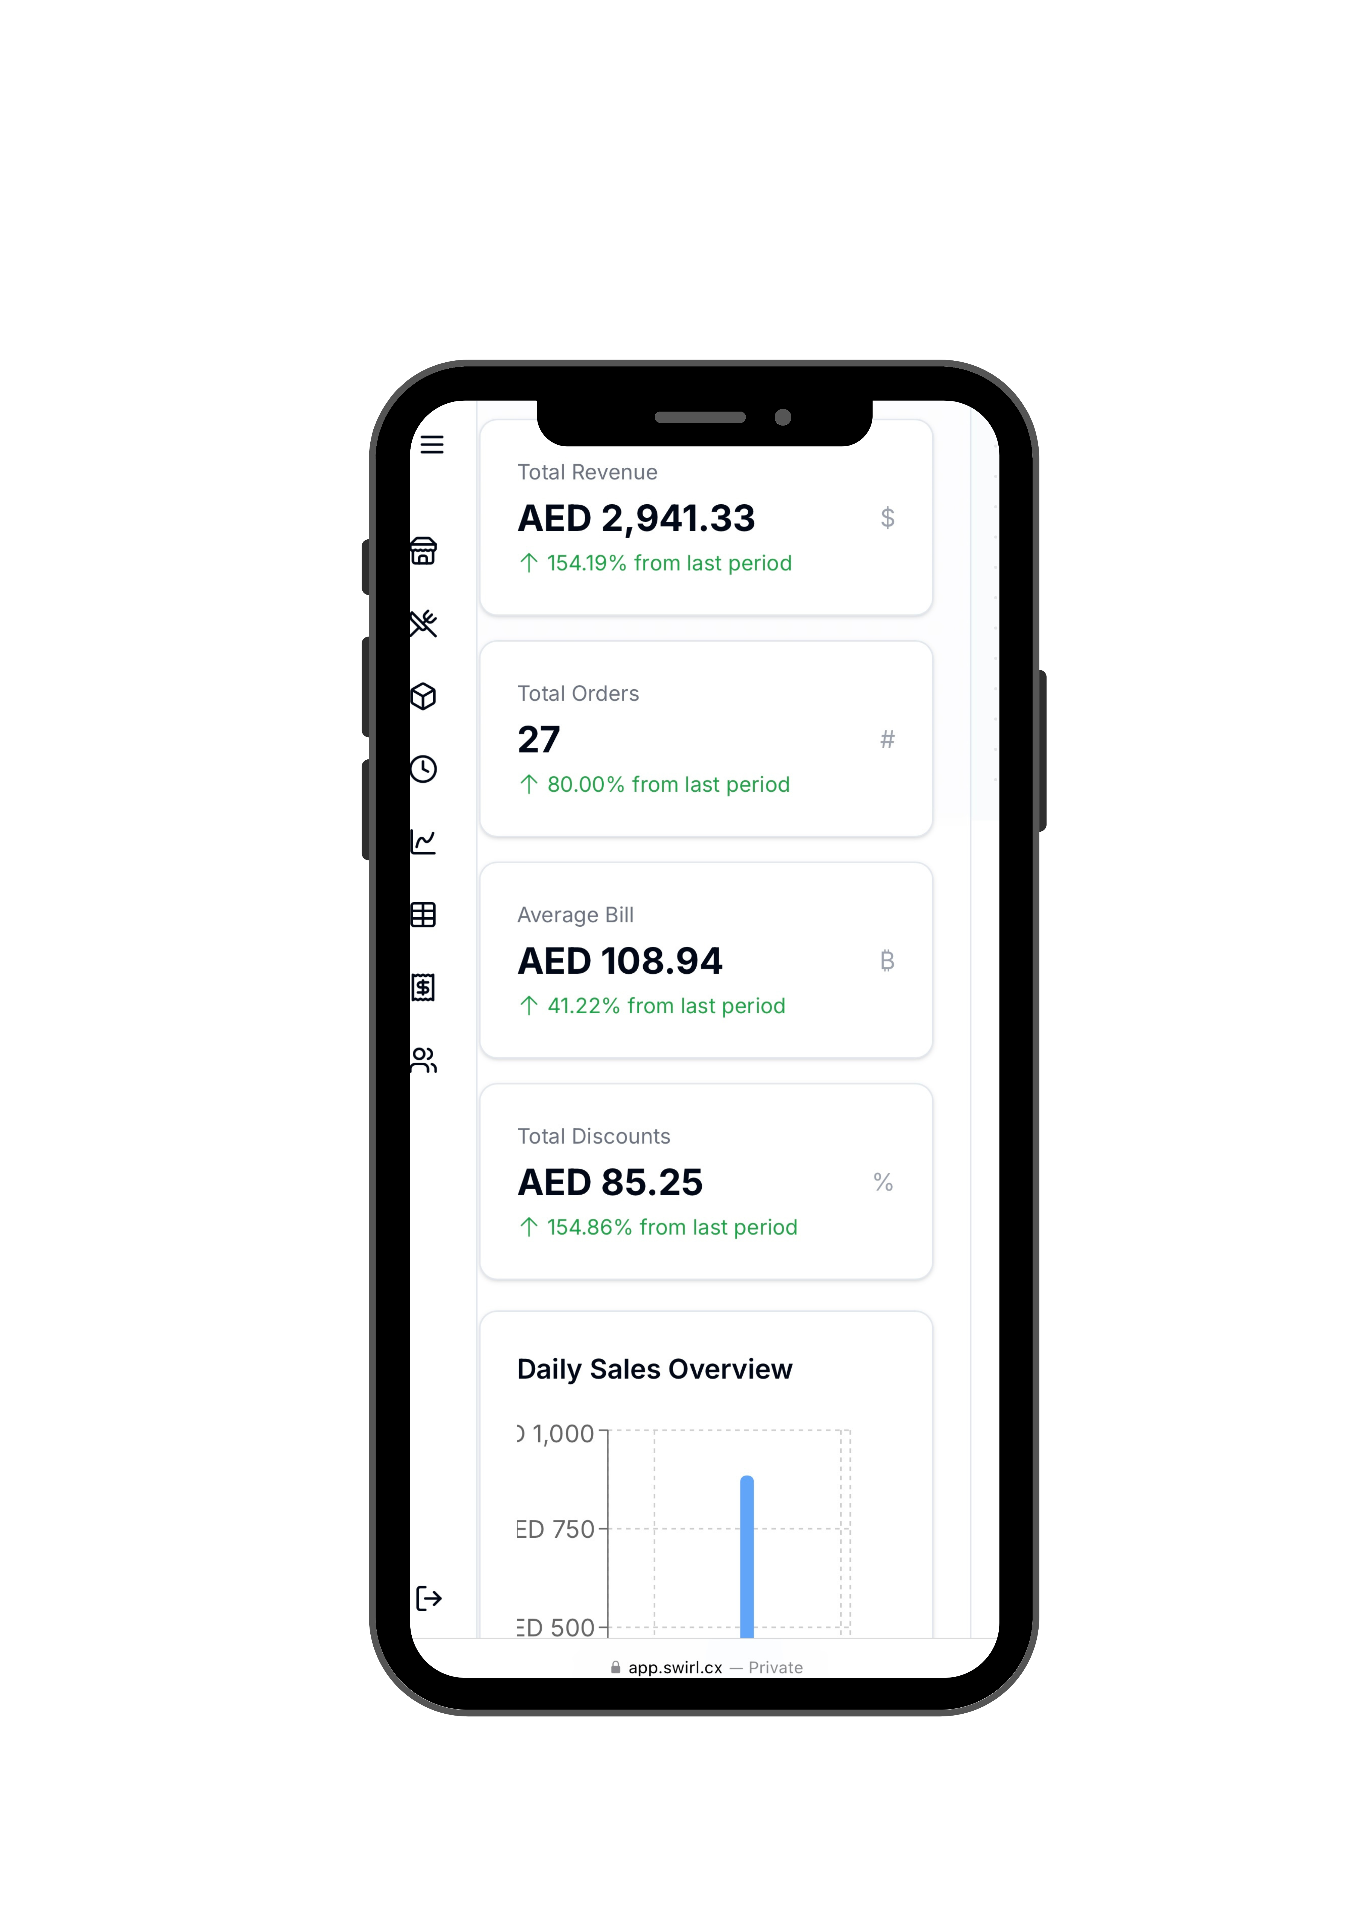 Total Revenue
AED 2,941.33
$
↑ 154.19% from last period
Total Orders
27
#
↑ 80.00% from last period
Average Bill
AED 108.94
₿
↑ 41.22% from last period
Total Discounts
AED 85.25
%
↑ 154.86% from last period
Daily Sales Overview
1,000
ED 750
ED 500
app.swirl.cx — Private